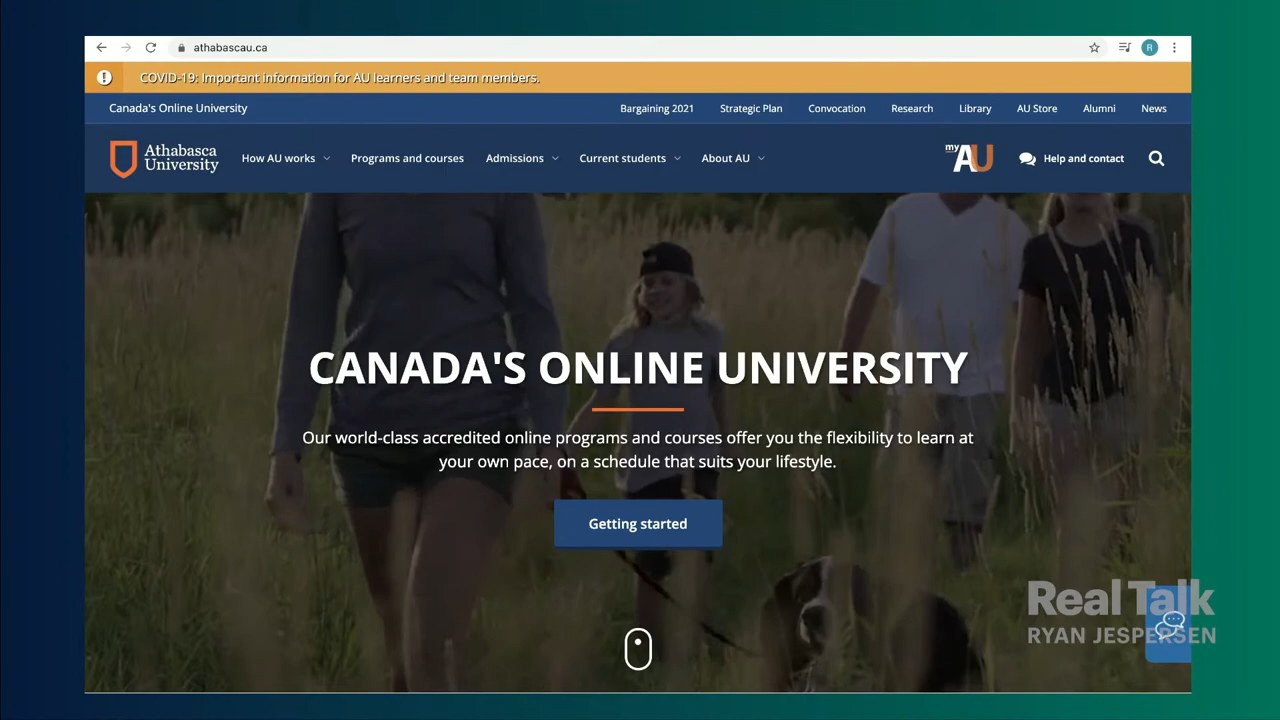 athabascau.ca
R
COVID-19: Important information for AU learners and team members.
Canada's Online University
Bargaining 2021
Strategic Plan
Convocation
Research
Library
AU Store
Alumni
News
Athabasca
University
How AU works
Programs and courses
Admissions
Current students
About AU
my
AU
Help and contact
CANADA'S ONLINE UNIVERSITY
Our world-class accredited online programs and courses offer you the flexibility to learn at
your own pace, on a schedule that suits your lifestyle.
Getting started
Real Talk
RYAN JESPERSEN